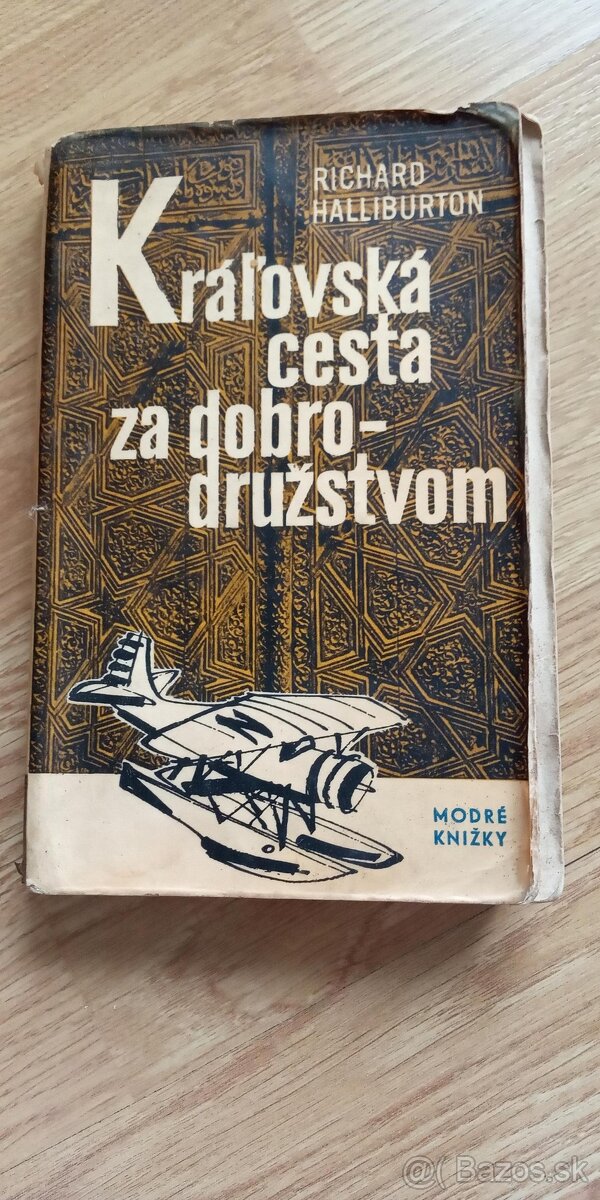 RICHARD
HALLIBURTON
Kráľovská
cesta
za dobro-
družstvom
MODRÉ
KNIŽKY
@( Bazos.sk